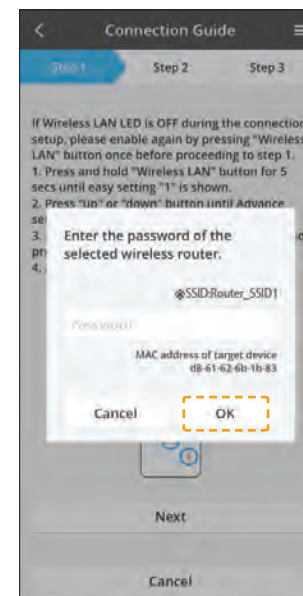 Connection Guide
Step 1
Step 2
Step 3
If Wireless LAN LED is OFF during the connection
setup, please enable again by pressing "Wireless
LAN" button once before proceeding to step 1.
1. Press and hold "Wireless LAN" button for 5
secs until easy setting "1" is shown.
2. Press "up" or "down" button until Advance
se
3.
pr
4.
Enter the password of the
selected wireless router.
SSID:Router_SSID1
Password
MAC address of target device
d8-61-62-6b-1b-83
Cancel
OK
Next
Cancel